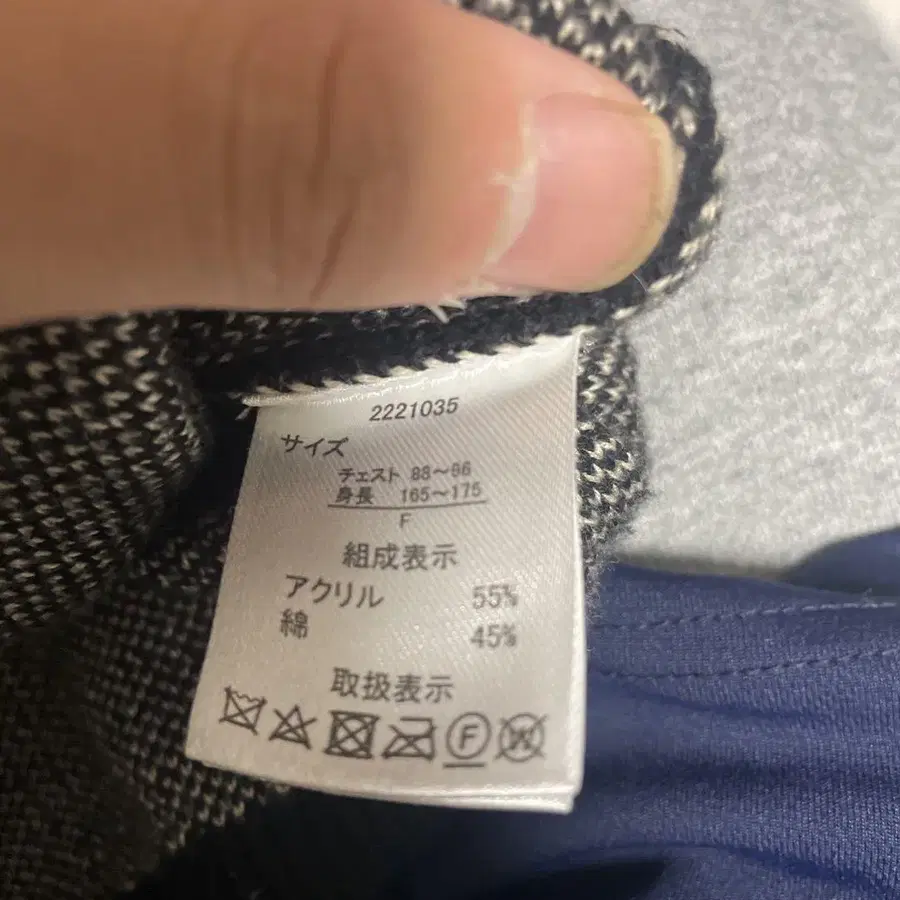 2221035
サイズ
チェスト 88～96
身長 165～175
F
組成表示
アクリル 55%
綿 45%
取扱表示
F W